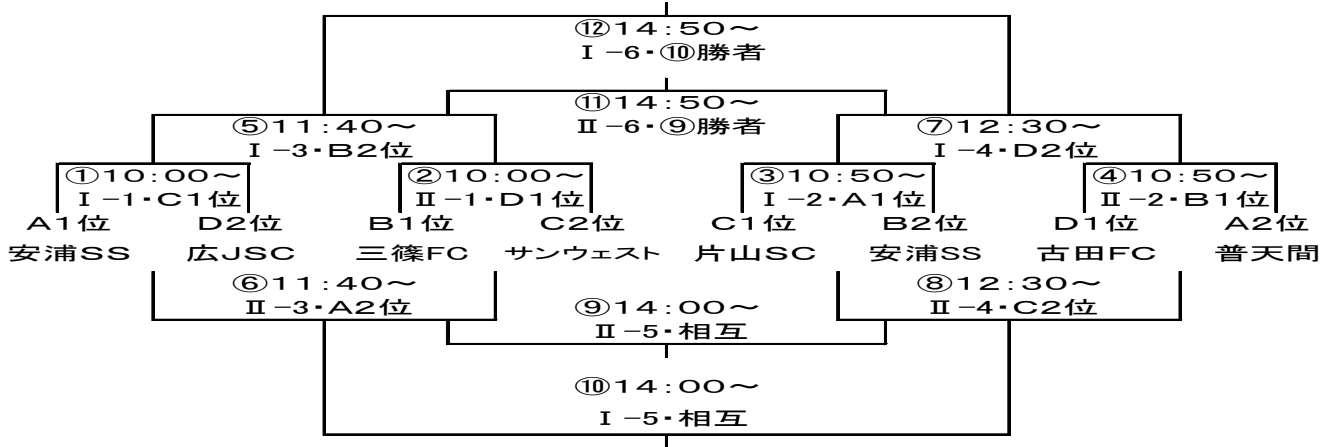 ⑫14:50～
Ⅰ-6・⑩勝者
⑪14:50～
Ⅱ-6・⑨勝者
⑤11:40～
Ⅰ-3・B2位
⑦12:30～
Ⅰ-4・D2位
①10:00～
Ⅰ-1・C1位
②10:00～
Ⅱ-1・D1位
③10:50～
Ⅰ-2・A1位
④10:50～
Ⅱ-2・B1位
A1位 D2位 B1位 C2位 C1位 B2位 D1位 A2位
安浦SS 広JSC 三篠FC サンウェスト 片山SC 安浦SS 古田FC 普天間
⑥11:40～
Ⅱ-3・A2位
⑧12:30～
Ⅱ-4・C2位
⑨14:00～
Ⅱ-5・相互
⑩14:00～
Ⅰ-5・相互